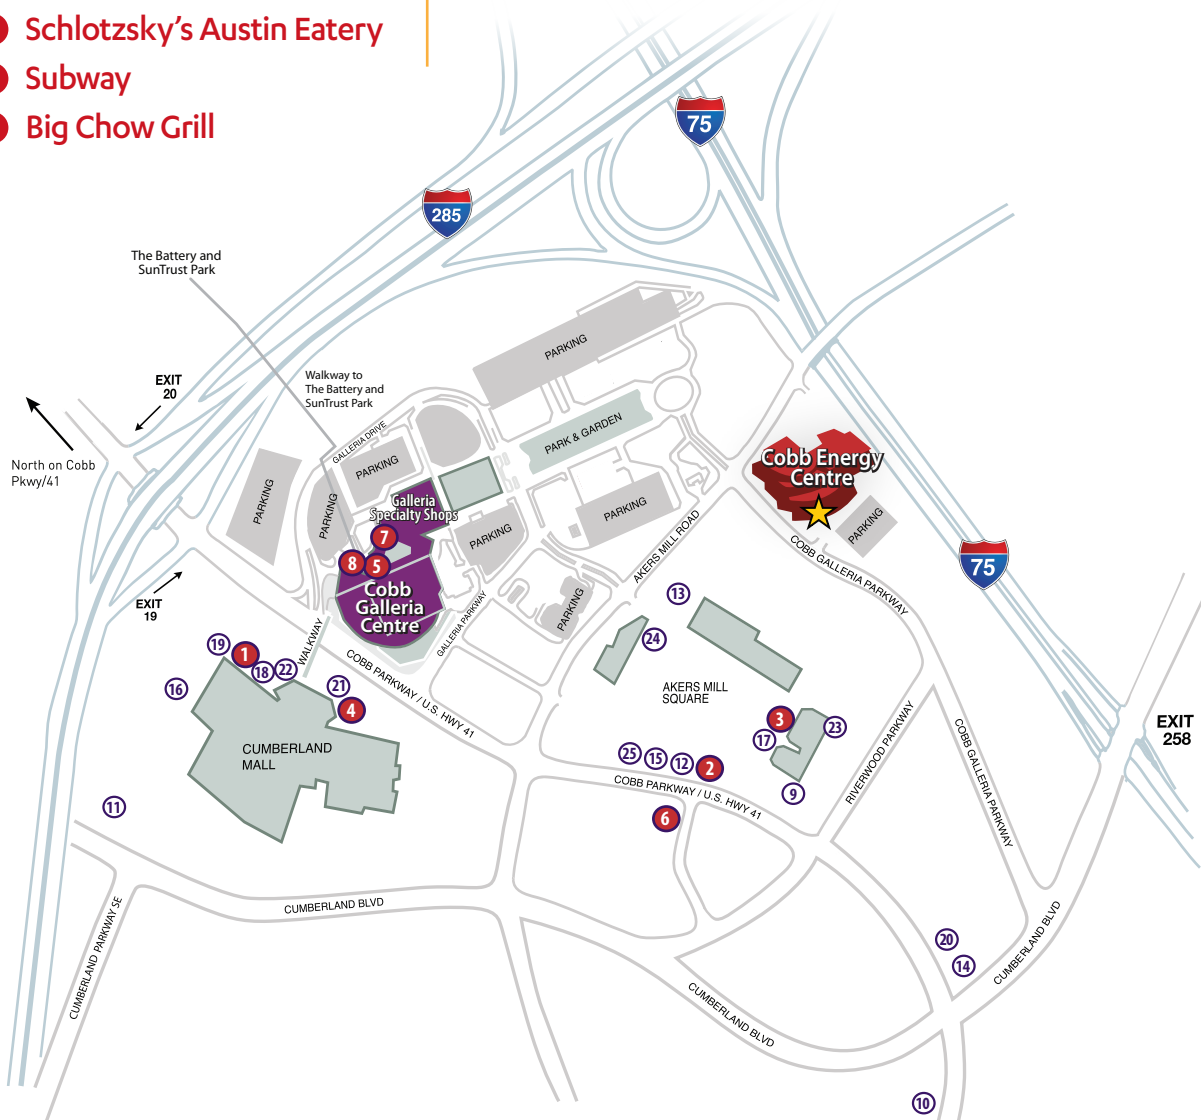 Schlotzsky's Austin Eatery
Subway
Big Chow Grill
75
285
The Battery and
SunTrust Park
PARKING
Walkway to
The Battery and
SunTrust Park
EXIT
20
North on Cobb
Pkwy/41
GALLERIA DRIVE
PARK & GARDEN
PARKING
PARKING
PARKING
Cobb Energy
Centre
Galleria
Specialty Shops
PARKING
PARKING
PARKING
7
8
5
Cobb
Galleria
Centre
AKERS MILL ROAD
COBB GALLERIA PARKWAY
75
EXIT
19
PARKING
GALLERIA PARKWAY
13
24
WALKWAY
19
1
18
22
16
21
4
COBB PARKWAY / U.S. HWY 41
AKERS MILL
SQUARE
3
17
23
RIVERWOOD PARKWAY
COBB GALLERIA PARKWAY
EXIT
258
CUMBERLAND
MALL
25
15
12
2
9
COBB PARKWAY / U.S. HWY 41
6
11
CUMBERLAND BLVD
CUMBERLAND PARKWAY SE
20
14
CUMBERLAND BLVD
CUMBERLAND BLVD
10